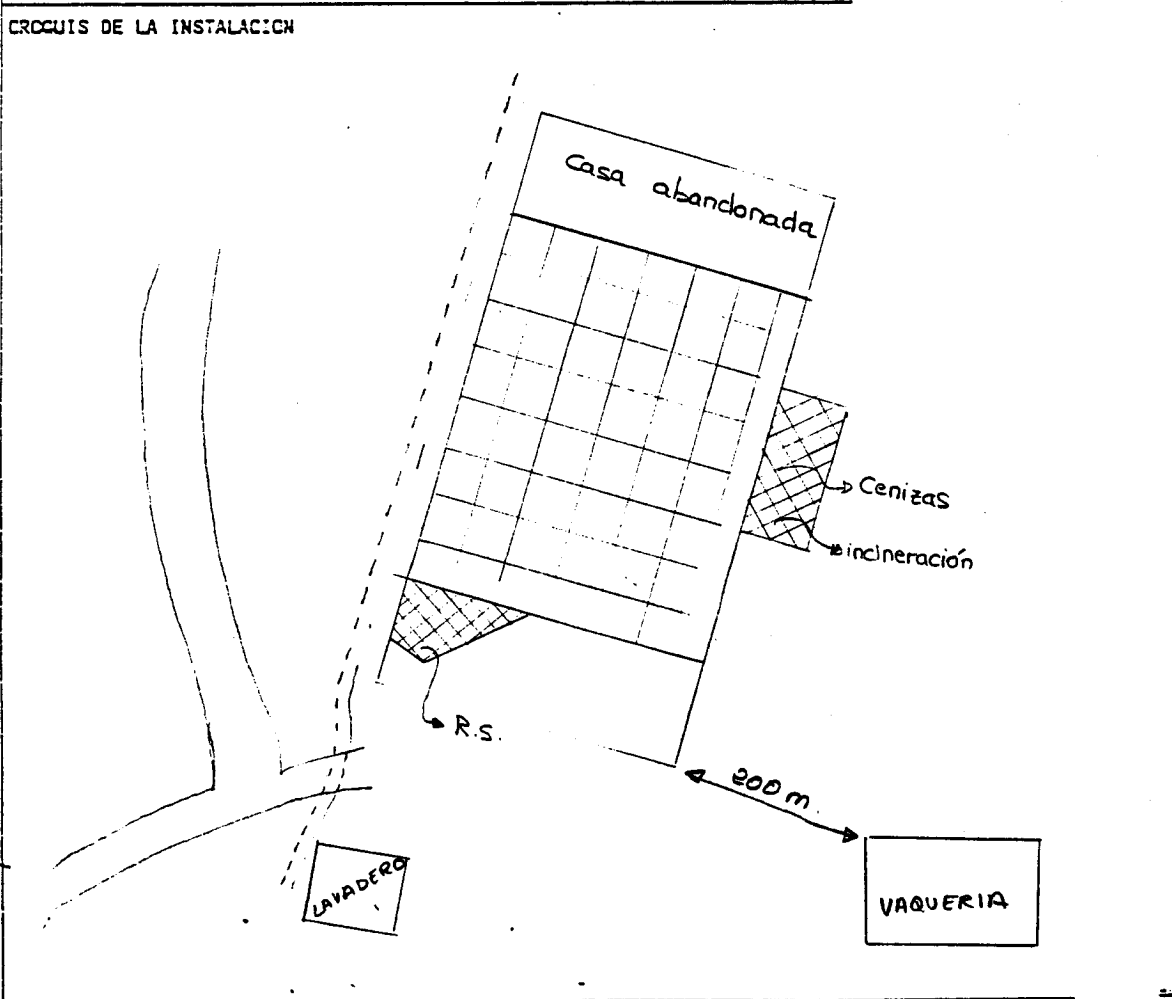 CROQUIS DE LA INSTALACION
Casa abandonada
Cenizas
incineración
R.S.
200 m.
LAVADERO
VAQUERIA